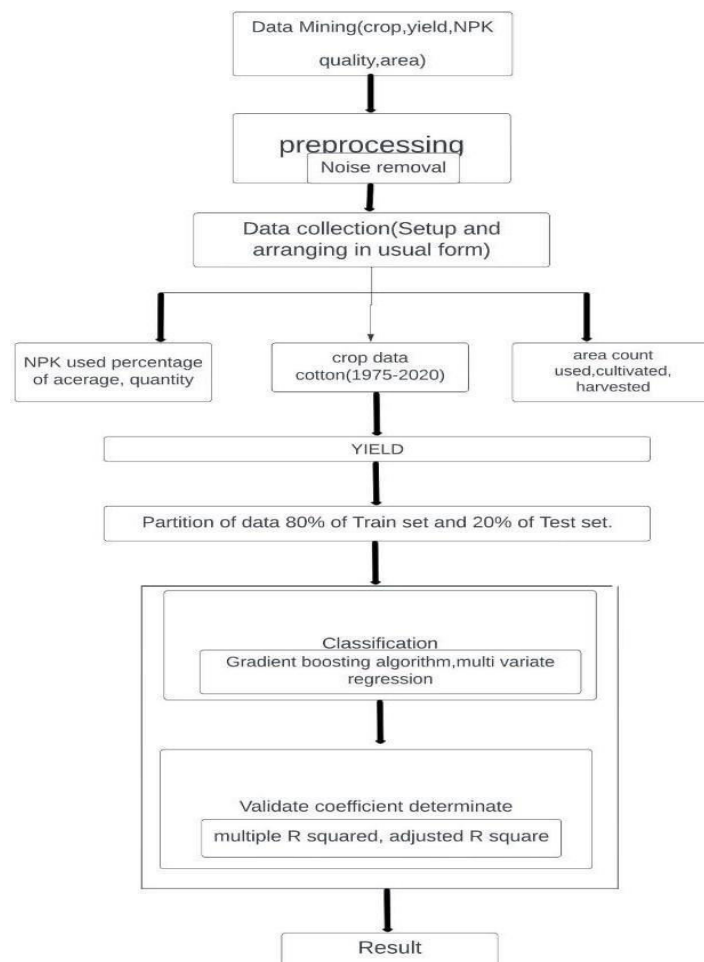 Data Mining(crop,yield,NPK
quality,area)
preprocessing
Noise removal
Data collection(Setup and
arranging in usual form)
NPK used percentage
of acerage, quantity
crop data
cotton(1975-2020)
area count
used,cultivated,
harvested
YIELD
Partition of data 80% of Train set and 20% of Test set.
Classification
Gradient boosting algorithm,multi variate
regression
Validate coefficient determinate
multiple R squared, adjusted R square
Result